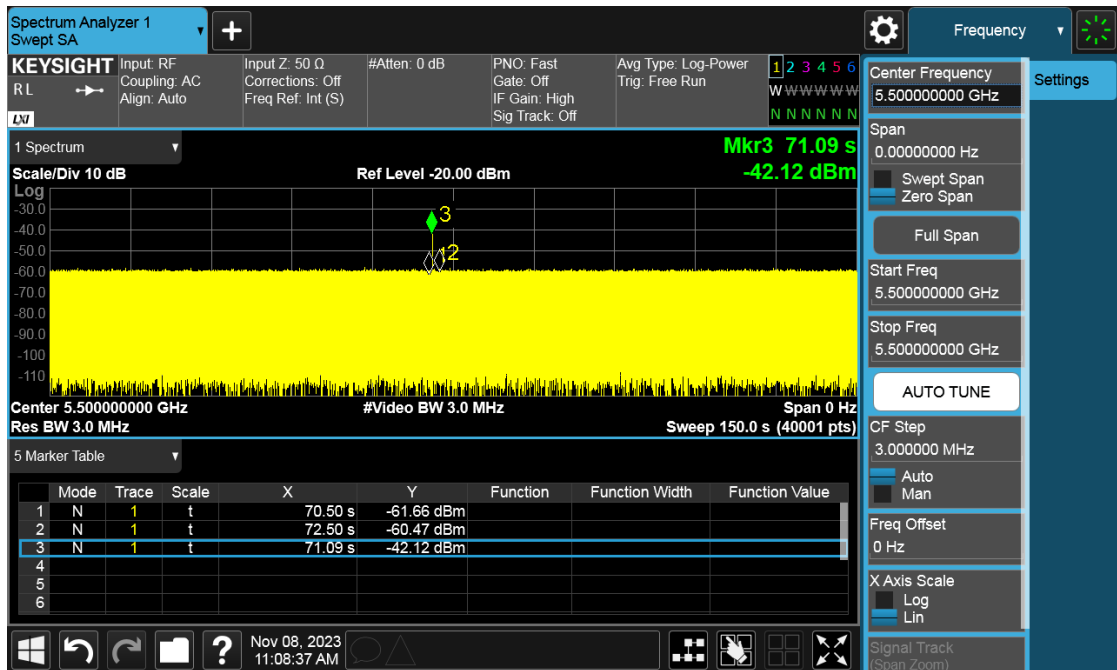 Spectrum Analyzer 1
Swept SA
Frequency
KEYSIGHT
RL
LXI
Input: RF
Coupling: AC
Align: Auto
Input Z: 50 Ω
Corrections: Off
Freq Ref: Int (S)
#Atten: 0 dB
PNO: Fast
Gate: Off
IF Gain: High
Sig Track: Off
Avg Type: Log-Power
Trig: Free Run
1 2 3 4 5 6
W W W W W W
N N N N N N
1 Spectrum
Mkr3 71.09 s
-42.12 dBm
Scale/Div 10 dB
Ref Level -20.00 dBm
Log
-30.0
-40.0
-50.0
-60.0
-70.0
-80.0
-90.0
-100
-110
3
1 2
Center 5.500000000 GHz
#Video BW 3.0 MHz
Span 0 Hz
Res BW 3.0 MHz
Sweep 150.0 s (40001 pts)
5 Marker Table
Mode Trace Scale X Y Function Function Width Function Value
1 N 1 t 70.50 s -61.66 dBm
2 N 1 t 72.50 s -60.47 dBm
3 N 1 t 71.09 s -42.12 dBm
4
5
6
Nov 08, 2023
11:08:37 AM
?
Center Frequency
5.500000000 GHz
Settings
Span
0.00000000 Hz
Swept Span
Zero Span
Full Span
Start Freq
5.500000000 GHz
Stop Freq
5.500000000 GHz
AUTO TUNE
CF Step
3.000000 MHz
Auto
Man
Freq Offset
0 Hz
X Axis Scale
Log
Lin
Signal Track
(Span Zoom)